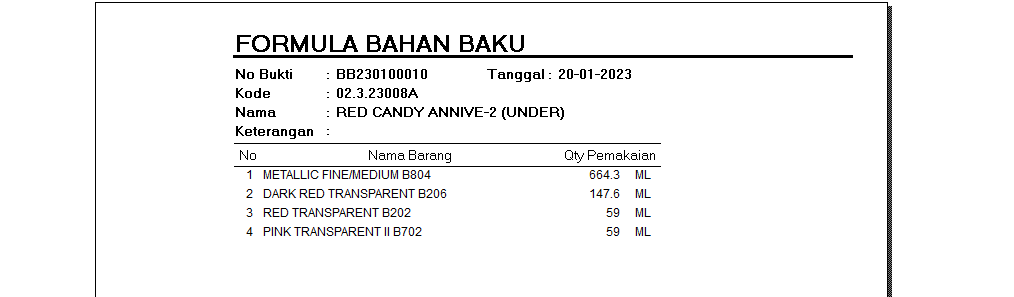 FORMULA BAHAN BAKU
No Bukti : BB230100010 Tanggal : 20-01-2023
Kode : 02.3.23008A
Nama : RED CANDY ANNIVE-2 (UNDER)
Keterangan :
No Nama Barang Qty Pemakaian
1 METALLIC FINE/MEDIUM B804 664.3 ML
2 DARK RED TRANSPARENT B206 147.6 ML
3 RED TRANSPARENT B202 59 ML
4 PINK TRANSPARENT II B702 59 ML